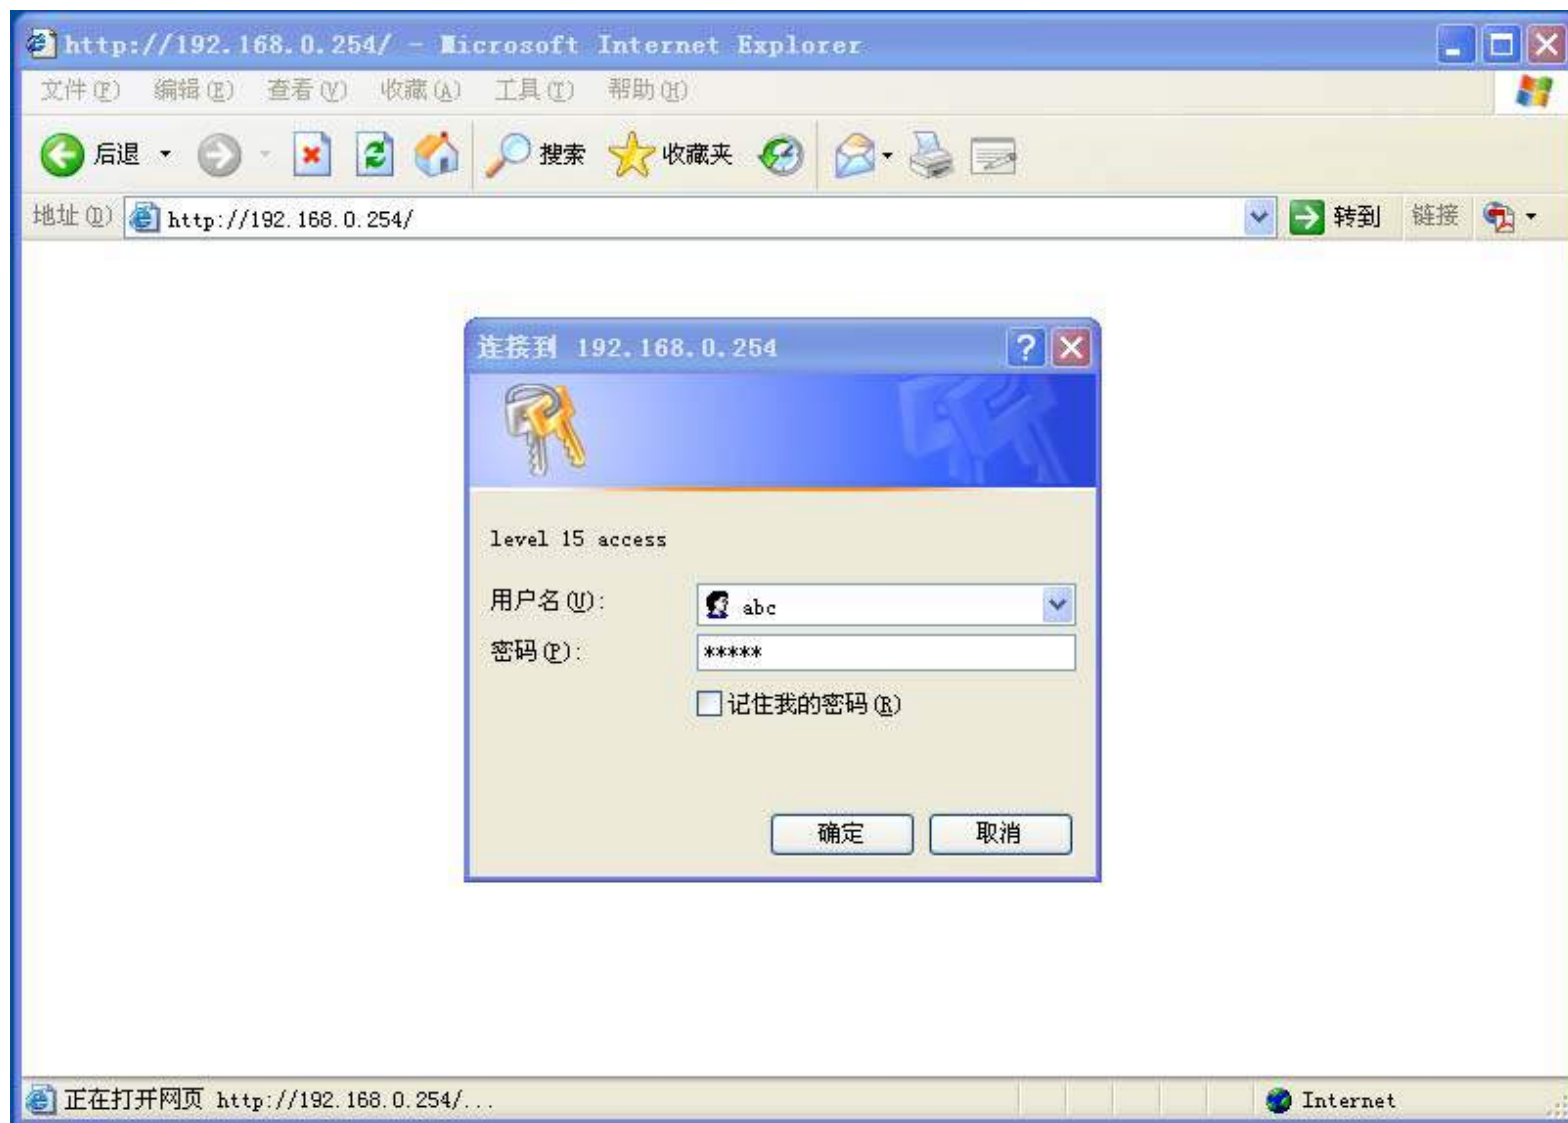 http://192.168.0.254/ - Microsoft Internet Explorer
文件(F) 编辑(E) 查看(V) 收藏(A) 工具(T) 帮助(H)
后退 搜索 收藏夹
地址(D) http://192.168.0.254/ 转到 链接
连接到 192.168.0.254
level 15 access
用户名(U): abc
密码(P): *****
记住我的密码(R)
确定 取消
正在打开网页 http://192.168.0.254/... Internet